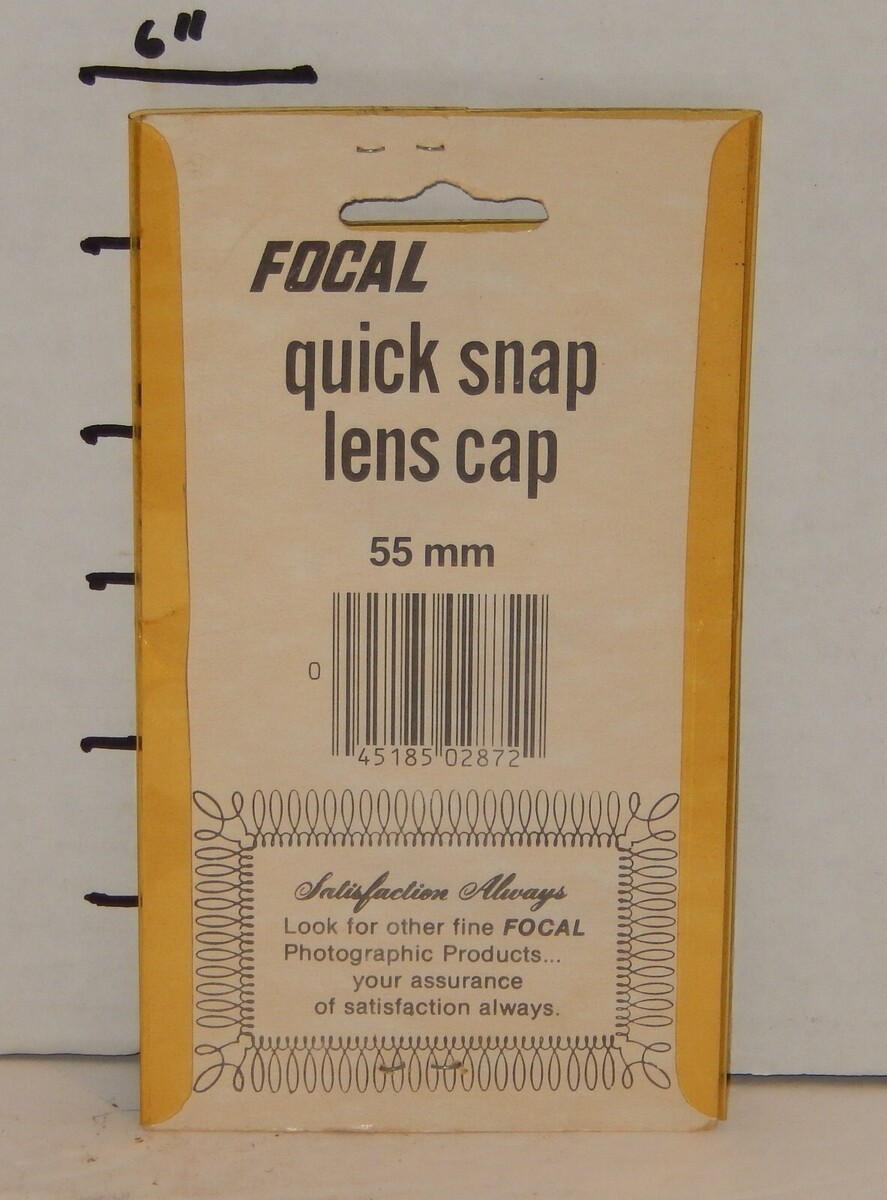 6"
FOCAL
quick snap
lens cap
55 mm
0
45185 02872
Satisfaction Always
Look for other fine FOCAL
Photographic Products...
your assurance
of satisfaction always.